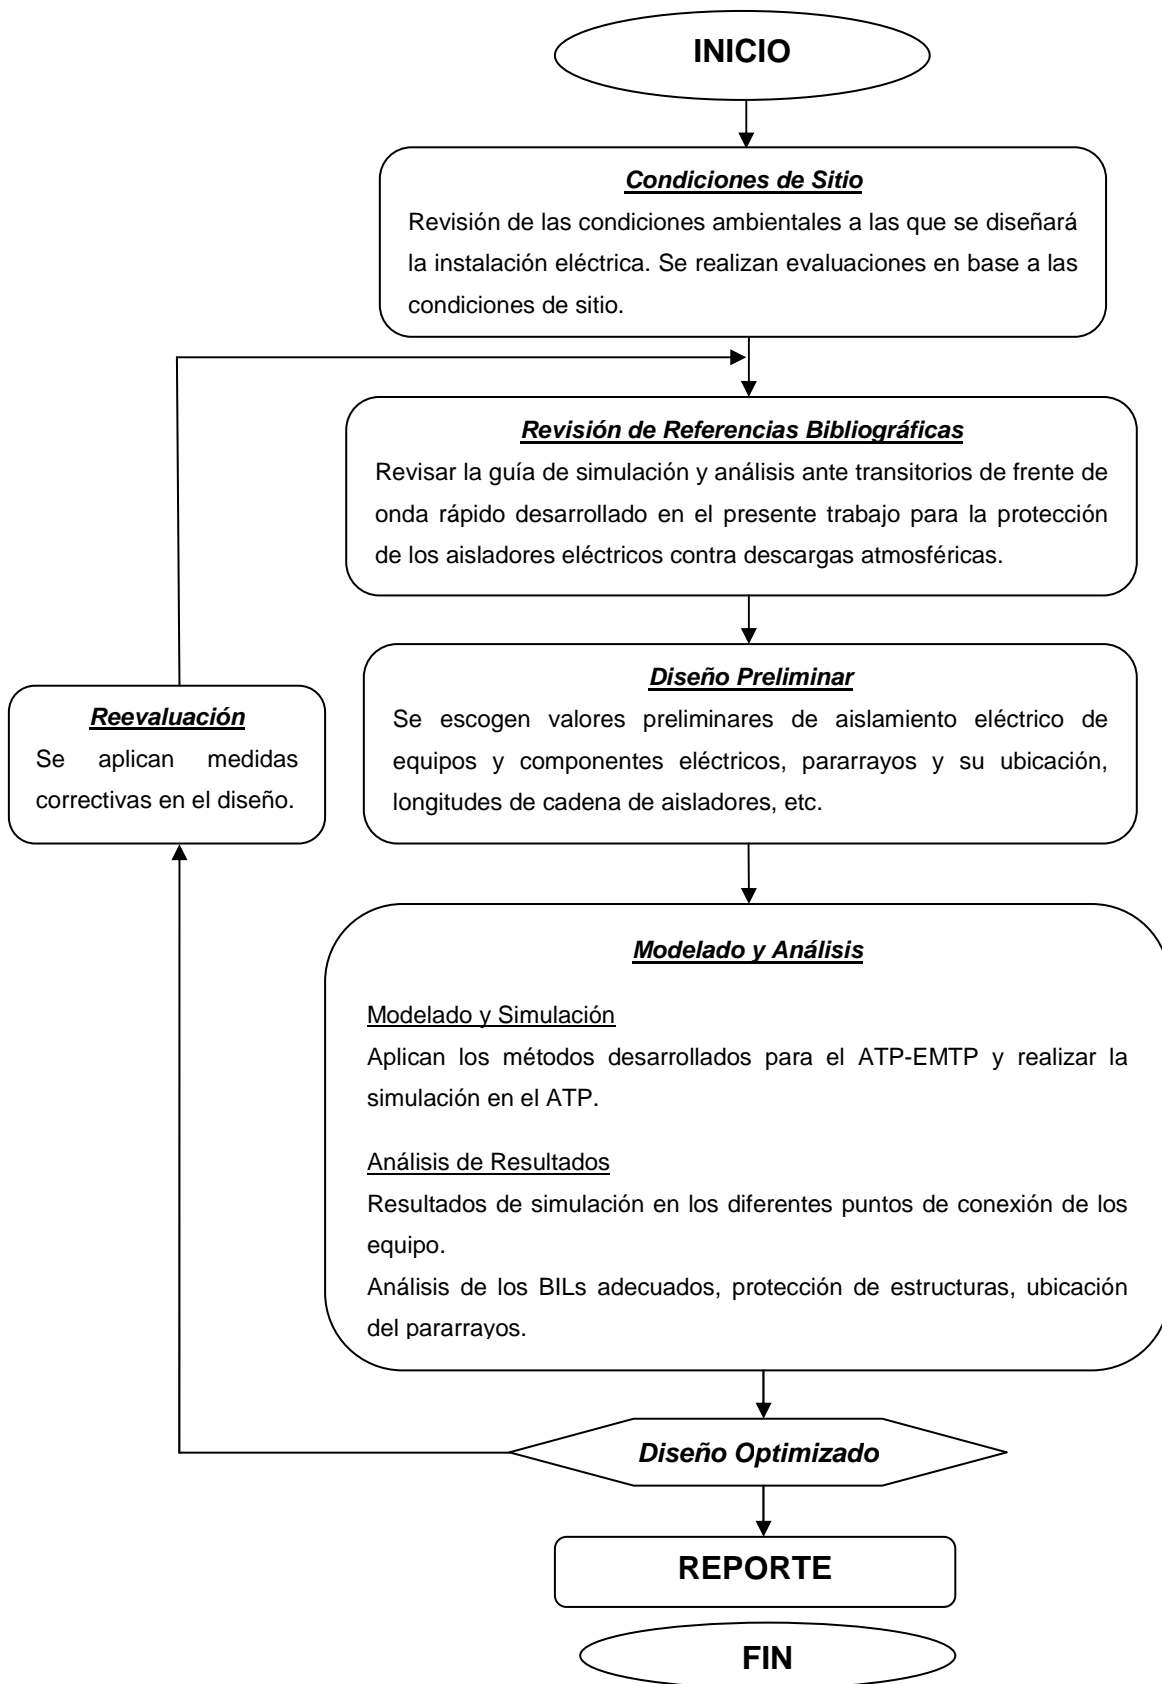 INICIO
Condiciones de Sitio
Revisión de las condiciones ambientales a las que se diseñará
la instalación eléctrica. Se realizan evaluaciones en base a las
condiciones de sitio.
Revisión de Referencias Bibliográficas
Revisar la guía de simulación y análisis ante transitorios de frente de
onda rápido desarrollado en el presente trabajo para la protección
de los aisladores eléctricos contra descargas atmosféricas.
Diseño Preliminar
Se escogen valores preliminares de aislamiento eléctrico de
equipos y componentes eléctricos, pararrayos y su ubicación,
longitudes de cadena de aisladores, etc.
Reevaluación
Se aplican medidas
correctivas en el diseño.
Modelado y Análisis
Modelado y Simulación
Aplican los métodos desarrollados para el ATP-EMTP y realizar la
simulación en el ATP.
Análisis de Resultados
Resultados de simulación en los diferentes puntos de conexión de los
equipo.
Análisis de los BILs adecuados, protección de estructuras, ubicación
del pararrayos.
Diseño Optimizado
REPORTE
FIN